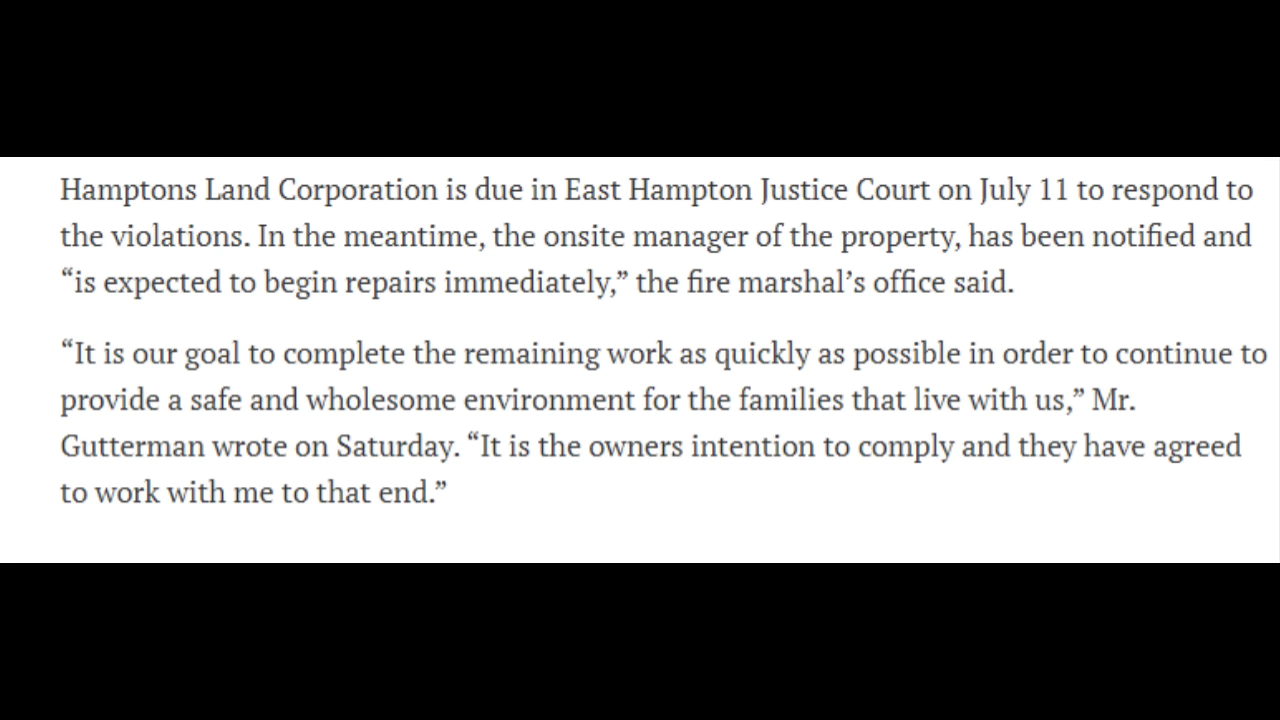 Hamptons Land Corporation is due in East Hampton Justice Court on July 11 to respond to
the violations. In the meantime, the onsite manager of the property, has been notified and
“is expected to begin repairs immediately,” the fire marshal’s office said.
“It is our goal to complete the remaining work as quickly as possible in order to continue to
provide a safe and wholesome environment for the families that live with us,” Mr.
Gutterman wrote on Saturday. “It is the owners intention to comply and they have agreed
to work with me to that end.”